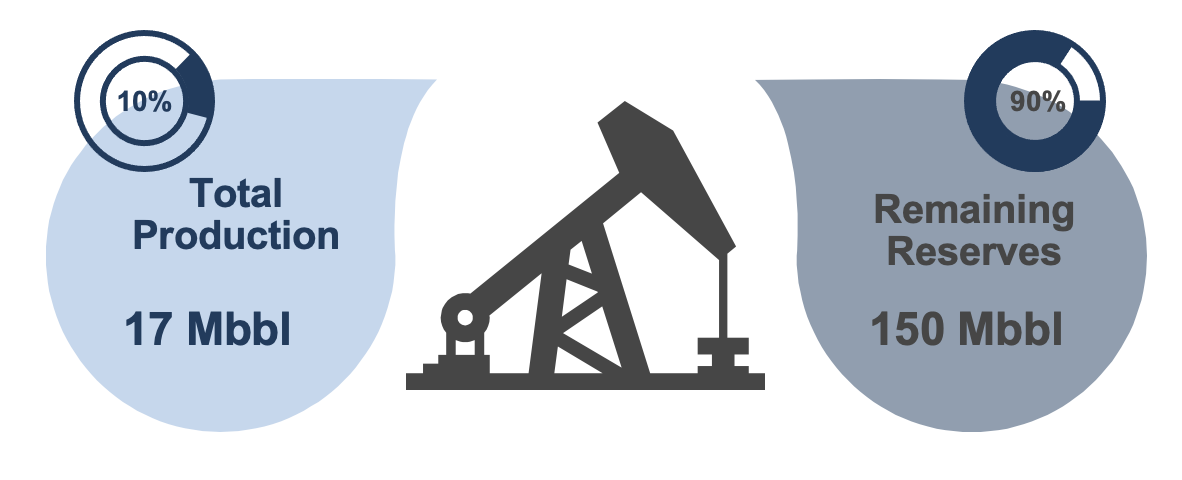 10%
Total
Production
17 Mbbl
90%
Remaining
Reserves
150 Mbbl